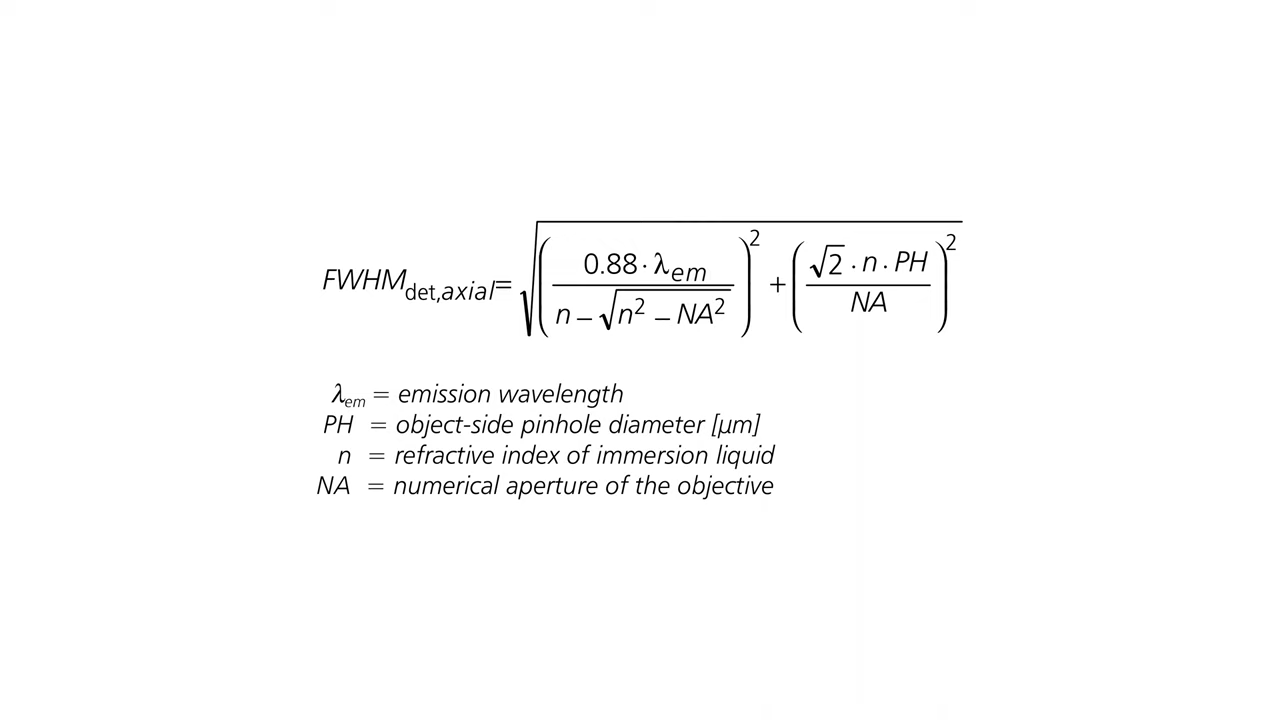 FWHM_det,axial = √((0.88 · λ_em / (n – √(n² – NA²)))² + (√2 · n · PH / NA)²)
λ_em = emission wavelength
PH = object-side pinhole diameter [µm]
n = refractive index of immersion liquid
NA = numerical aperture of the objective